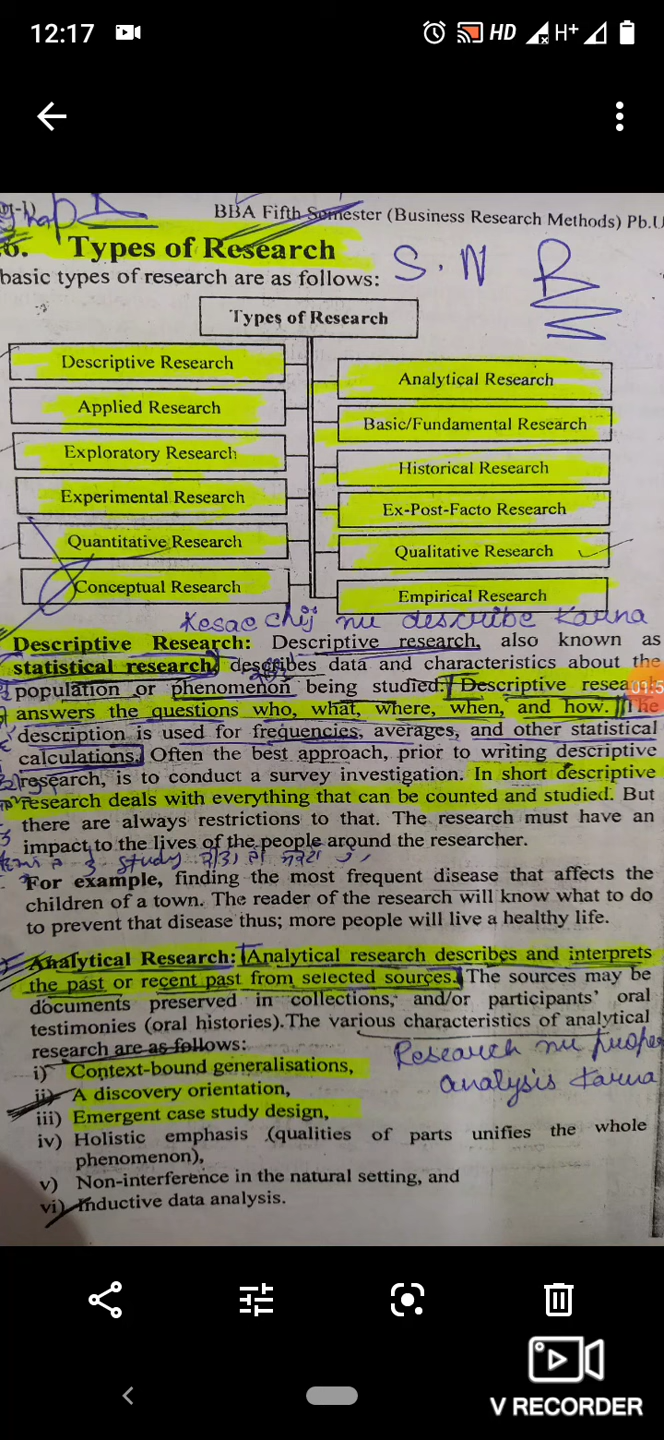 12:17
HD H+
BBA Fifth Semester (Business Research Methods) Pb.U
Types of Research
S.N R
basic types of research are as follows:
Types of Research
Descriptive Research
Analytical Research
Applied Research
Basic/Fundamental Research
Exploratory Research
Historical Research
Experimental Research
Ex-Post-Facto Research
Quantitative Research
Qualitative Research
Conceptual Research
Empirical Research
Kesae chij nu describe Karna
Descriptive Research: Descriptive research, also known as
statistical research, describes data and characteristics about the
population or phenomenon being studied. Descriptive resea
01:5
answers the questions who, what, where, when, and how. The
description is used for frequencies, averages, and other statistical
calculations. Often the best approach, prior to writing descriptive
research, is to conduct a survey investigation. In short descriptive
research deals with everything that can be counted and studied. But
there are always restrictions to that. The research must have an
impact to the lives of the people around the researcher.
study
For example, finding the most frequent disease that affects the
children of a town. The reader of the research will know what to do
to prevent that disease thus; more people will live a healthy life.
Analytical Research: Analytical research describes and interprets
the past or recent past from selected sources. The sources may be
documents preserved in collections, and/or participants' oral
testimonies (oral histories).The various characteristics of analytical
research are as follows:
Research nu proper
analysis Karna
i) Context-bound generalisations,
ii) A discovery orientation,
iii) Emergent case study design,
iv) Holistic emphasis (qualities of parts unifies the whole
phenomenon),
v) Non-interference in the natural setting, and
vi) Inductive data analysis.
V RECORDER